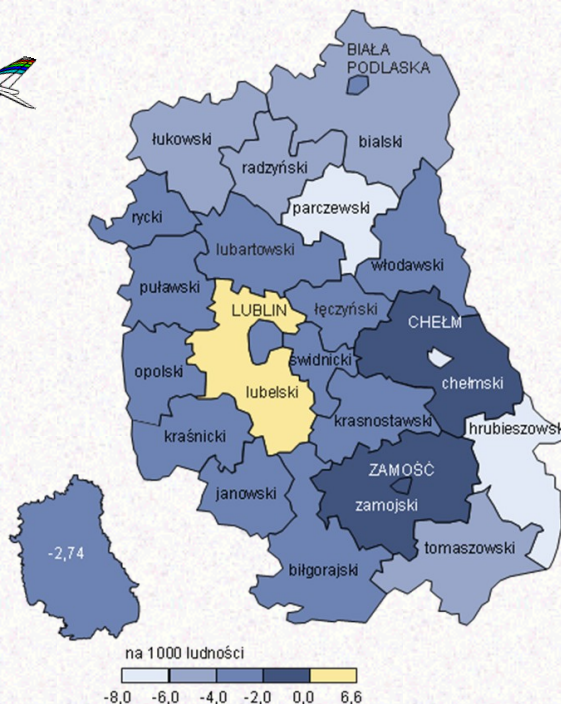 BIAŁA
PODLASKA
łukowski
bialski
radzyński
parczewski
rycki
lubartowski
włodawski
puławski
LUBLIN
łęczyński
CHEŁM
świdnicki
opolski
chełmski
lubelski
krasnostawski
hrubieszowski
kraśnicki
ZAMOŚĆ
janowski
zamojski
-2,74
tomaszowski
biłgorajski
na 1000 ludności
-8,0 -6,0 -4,0 -2,0 0,0 6,6